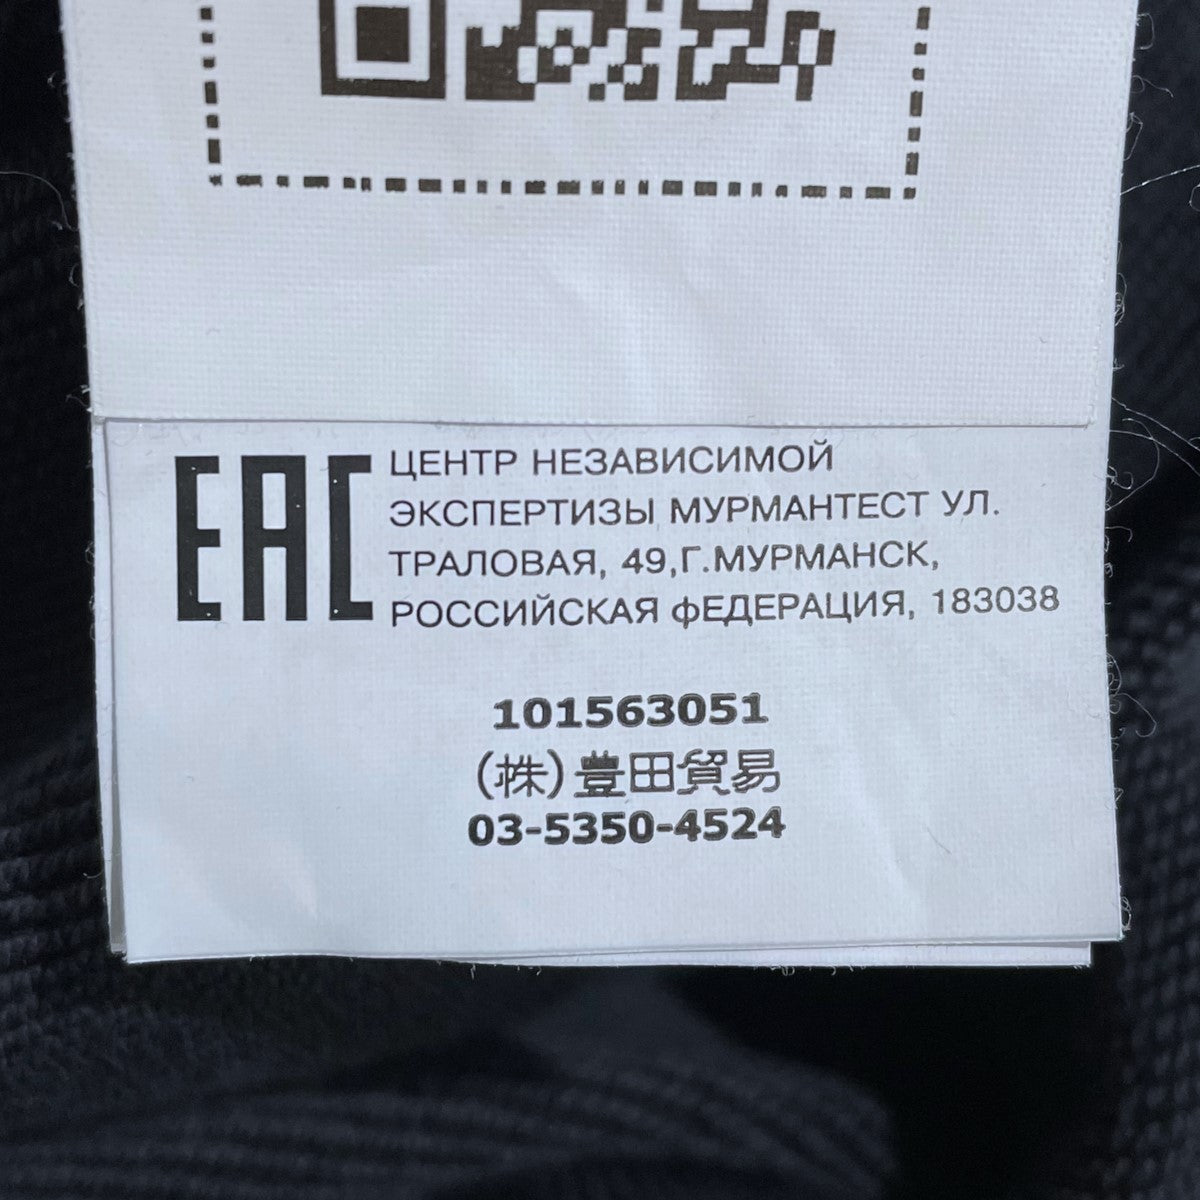 EAC
ЦЕНТР НЕЗАВИСИМОЙ
ЭКСПЕРТИЗЫ МУРМАНТЕСТ УЛ.
ТРАЛОВАЯ, 49,Г.МУРМАНСК,
РОССИЙСКАЯ фЕДЕРАЦИЯ, 183038
101563051
(株)豊田貿易
03-5350-4524